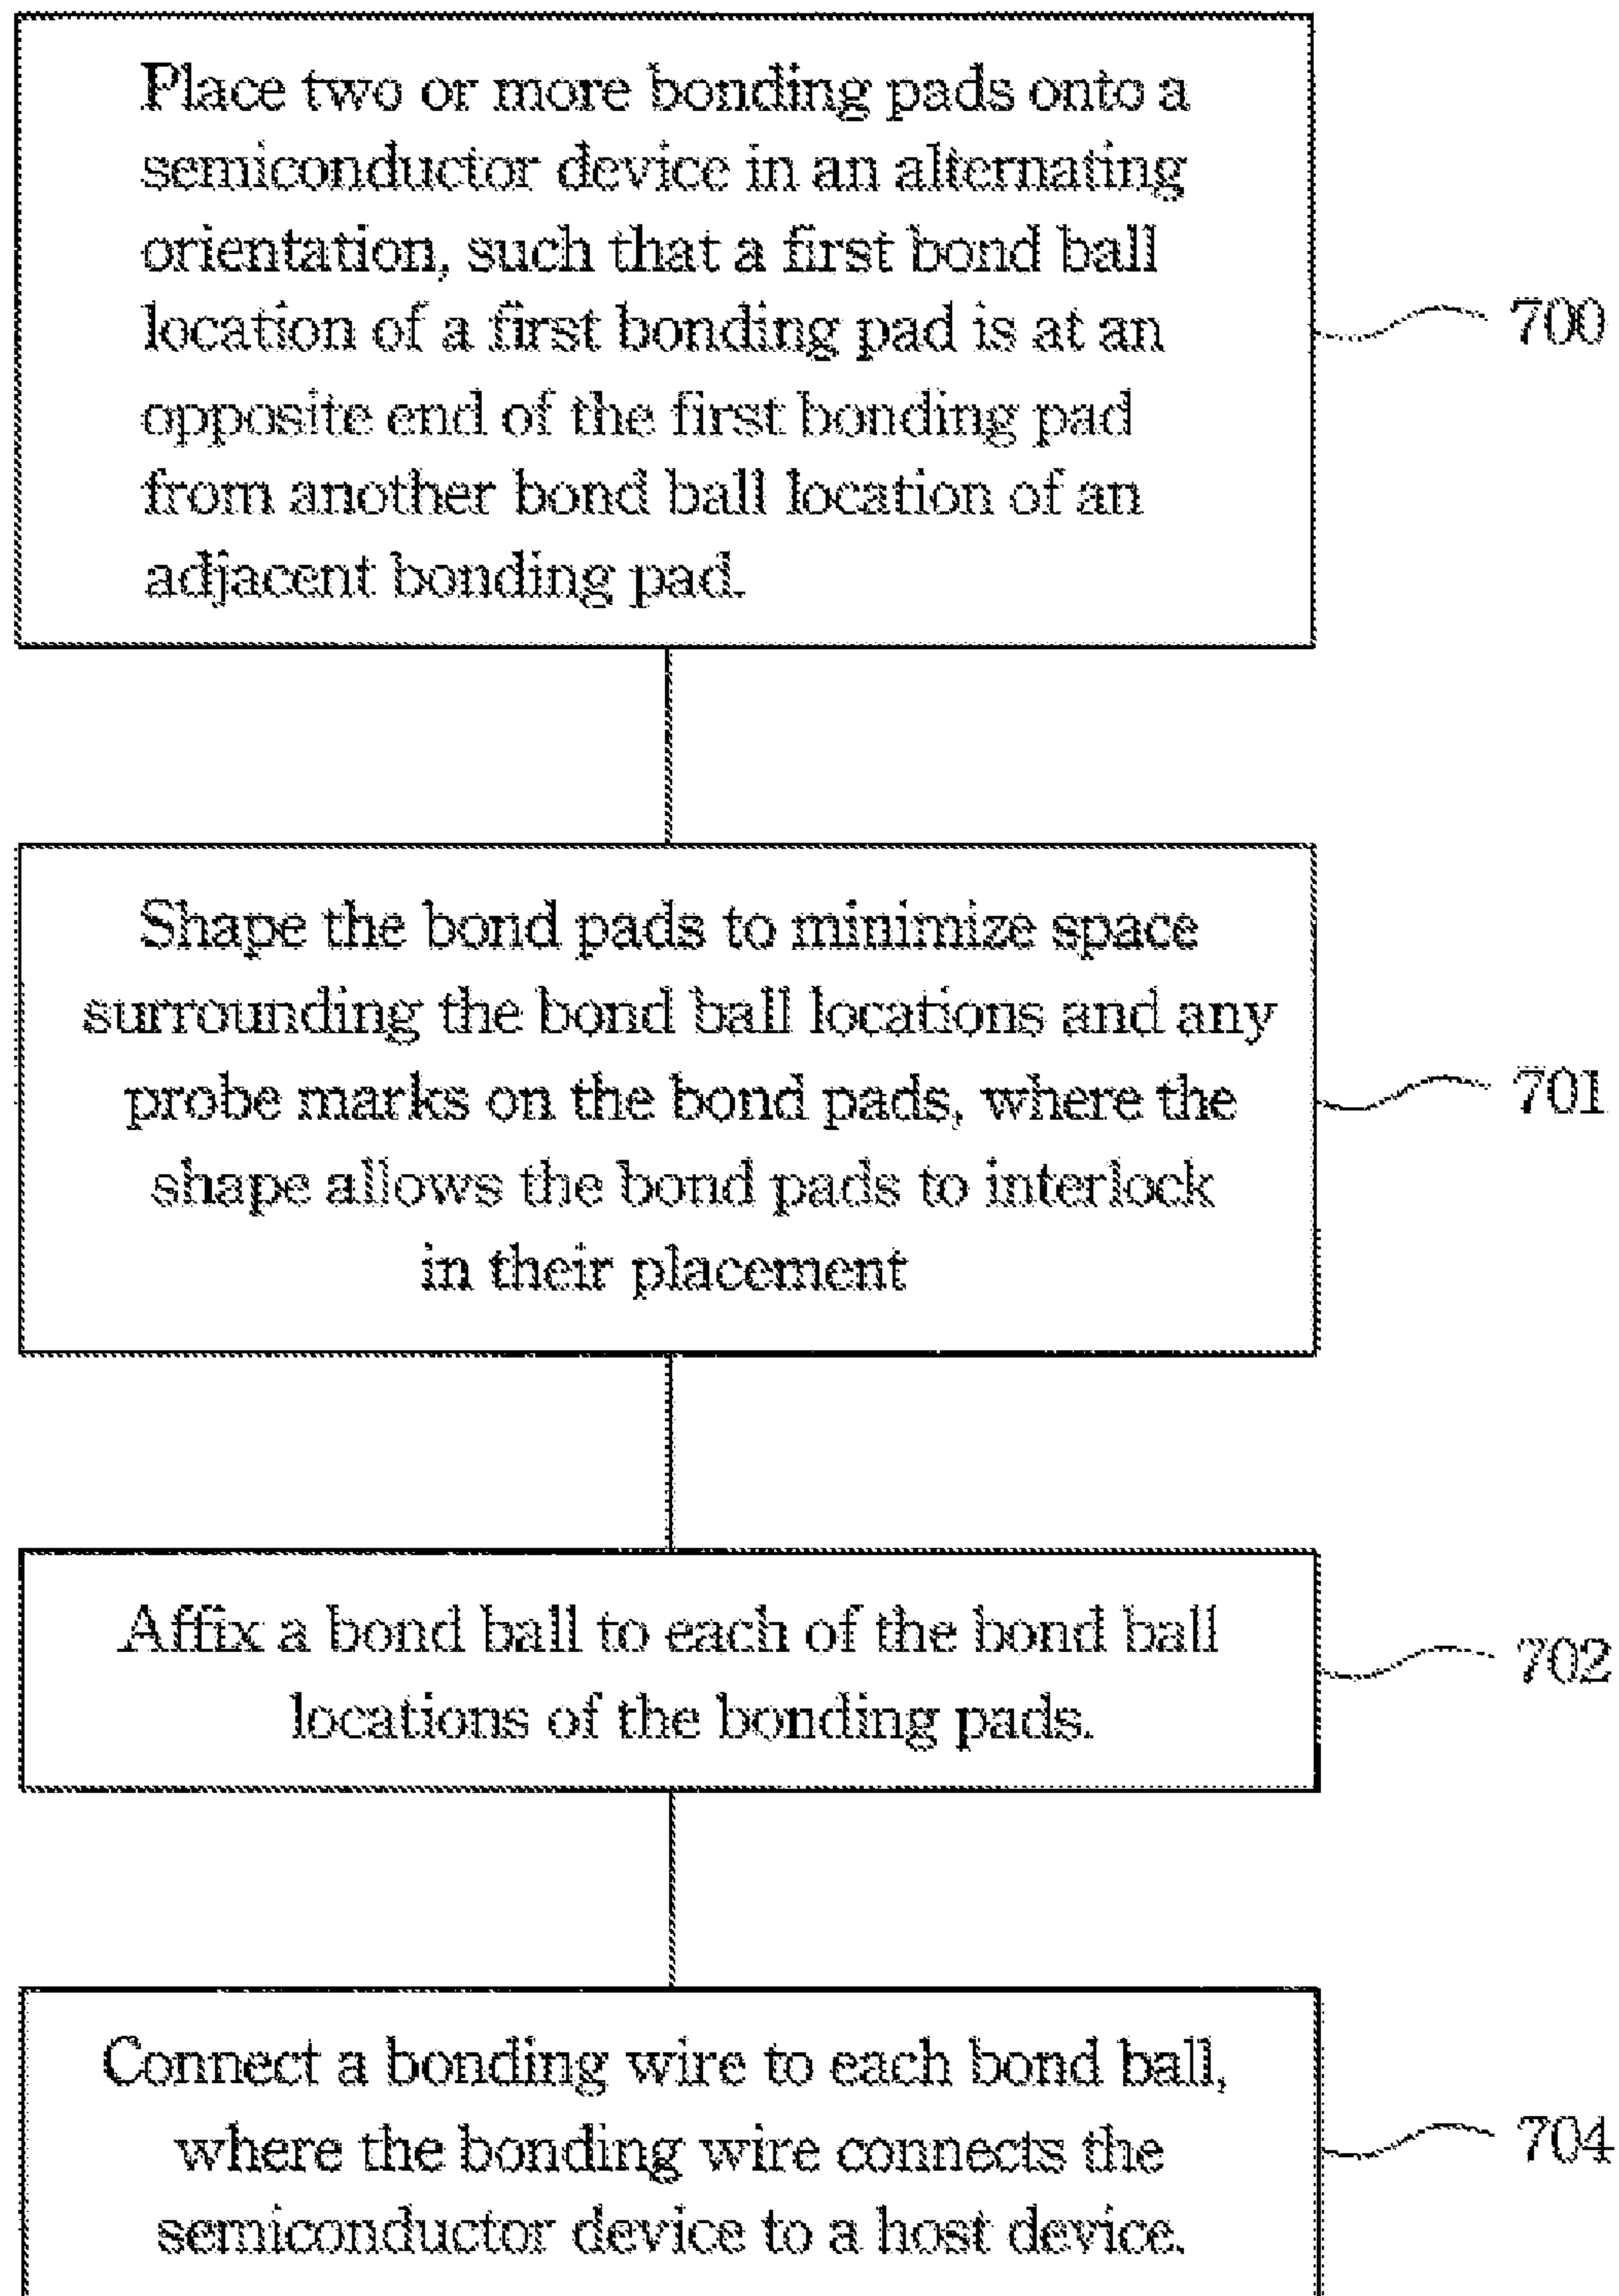 Place two or more bonding pads onto a
semiconductor device in an alternating
orientation, such that a first bond ball
location of a first bonding pad is at an
opposite end of the first bonding pad
from another bond ball location of an
adjacent bonding pad.
700
Shape the bond pads to minimize space
surrounding the bond ball locations and any
probe marks on the bond pads, where the
shape allows the bond pads to interlock
in their placement
701
Affix a bond ball to each of the bond ball
locations of the bonding pads.
702
Connect a bonding wire to each bond ball,
where the bonding wire connects the
semiconductor device to a host device.
704